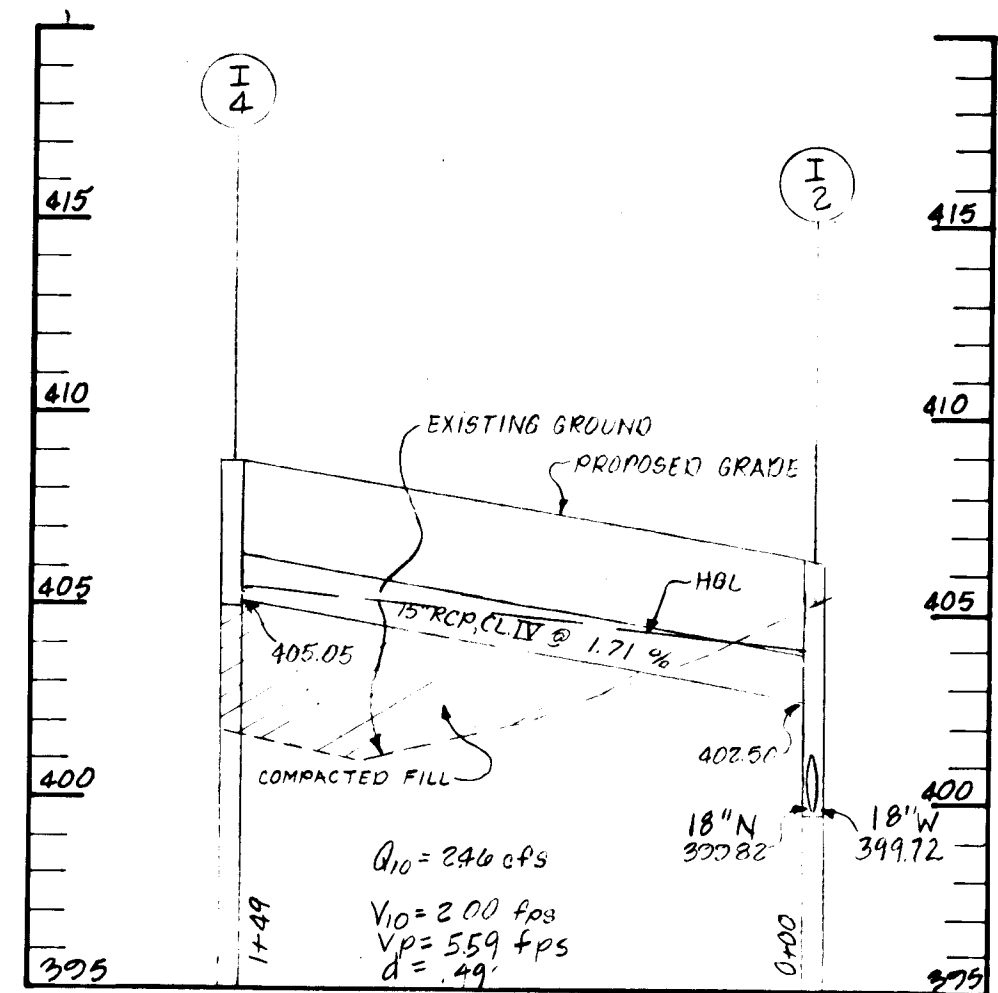 I
4
I
2
415
415
410
410
EXISTING GROUND
PROPOSED GRADE
405
405
HGL
15" RCP, CL. IV @ 1.71 %
405.05
402.50
COMPACTED FILL
400
400
18"N
399.82
18"W
399.72
Q10 = 2.46 cfs
V10 = 2.00 fps
Vp = 5.59 fps
d = .49'
1+49
0+00
395
395